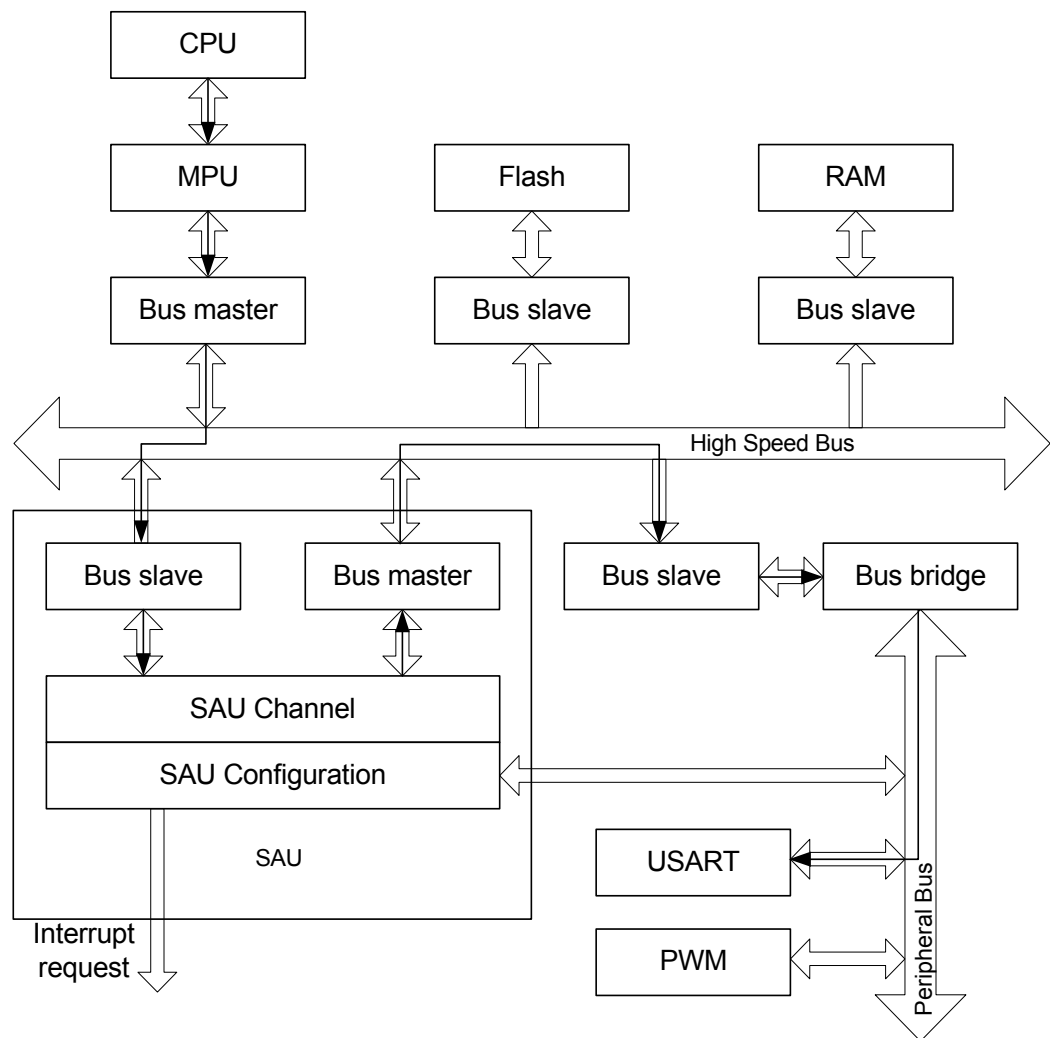 CPU
MPU
Flash
RAM
Bus master
Bus slave
Bus slave
High Speed Bus
Bus slave
Bus master
Bus slave
Bus bridge
SAU Channel
SAU Configuration
SAU
USART
Interrupt
request
PWM
Peripheral Bus